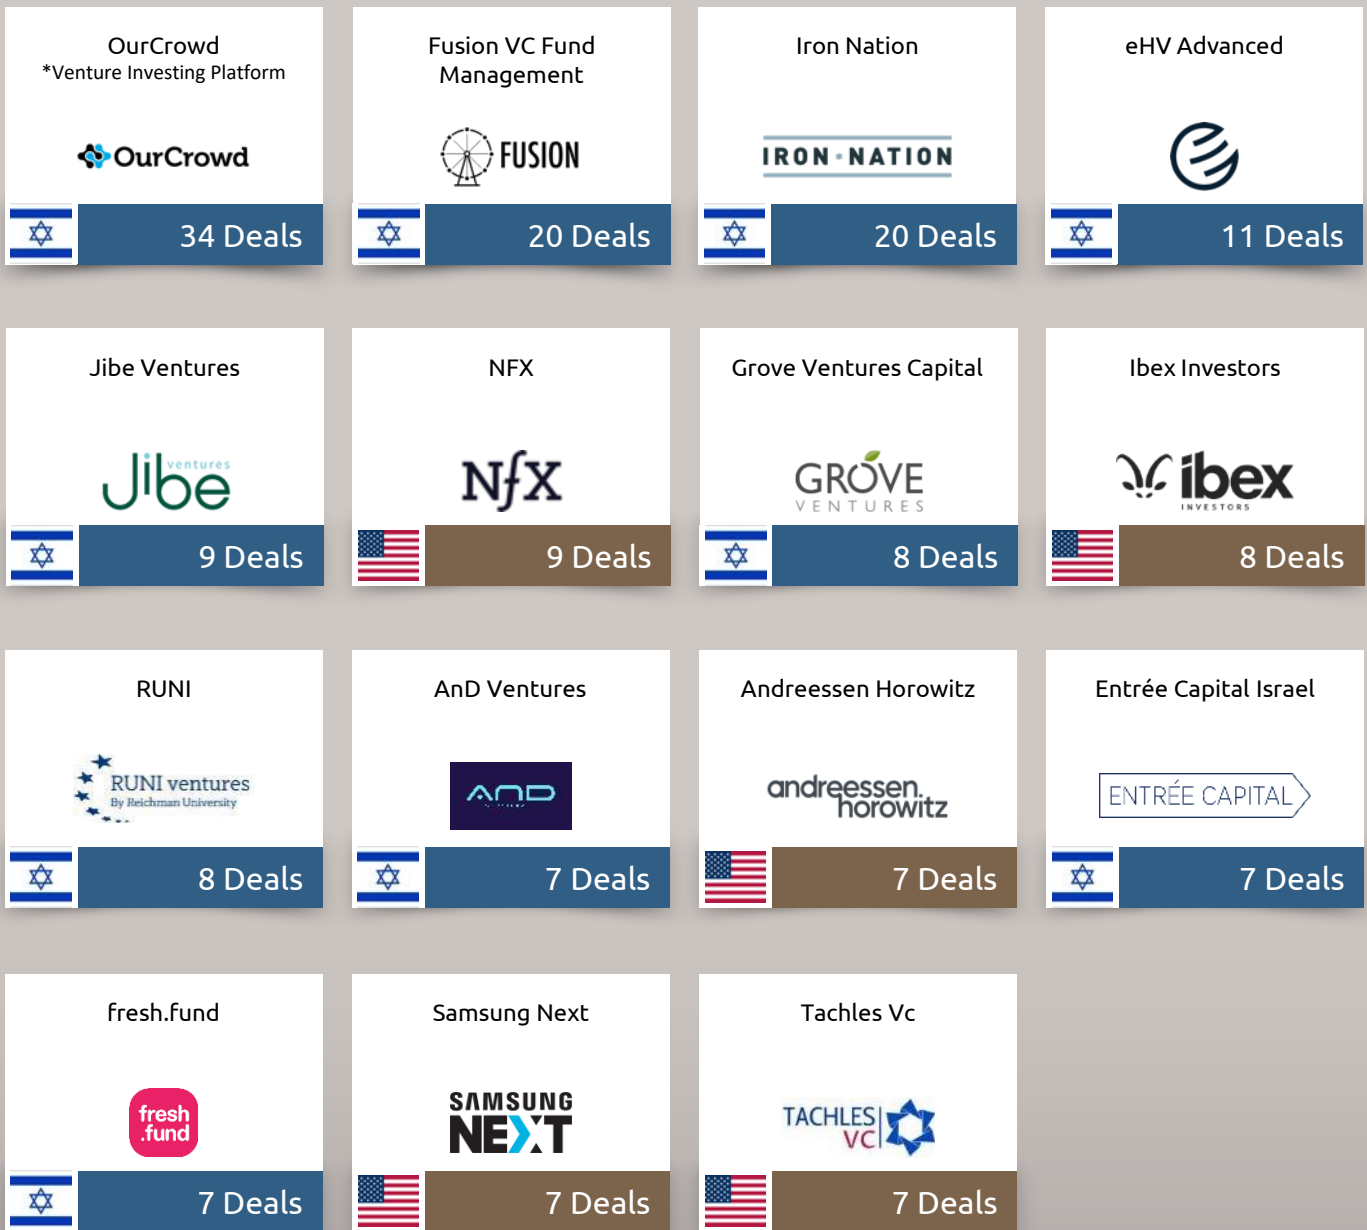 OurCrowd
*Venture Investing Platform
OurCrowd
34 Deals
Fusion VC Fund
Management
FUSION
20 Deals
Iron Nation
IRON NATION
20 Deals
eHV Advanced
11 Deals
Jibe Ventures
ventures
Jibe
9 Deals
NFX
NfX
9 Deals
Grove Ventures Capital
GROVE
VENTURES
8 Deals
Ibex Investors
ibex
INVESTORS
8 Deals
RUNI
RUNI ventures
By Reichman University
8 Deals
AnD Ventures
AND
7 Deals
Andreessen Horowitz
andreessen.
horowitz
7 Deals
Entrée Capital Israel
ENTRÉE CAPITAL
7 Deals
fresh.fund
fresh
.fund
7 Deals
Samsung Next
SAMSUNG
NEXT
7 Deals
Tachles Vc
TACHLES
VC
7 Deals